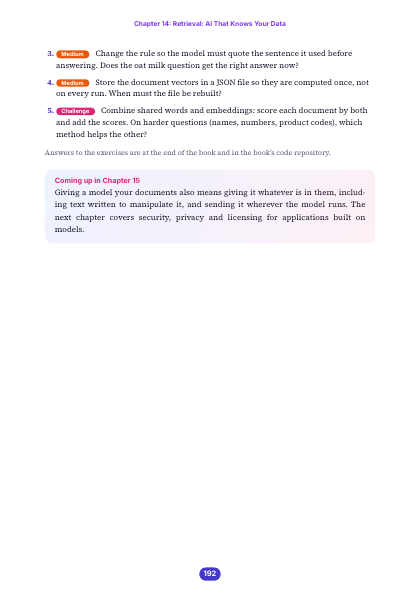 Chapter 14: Retrieval: AI That Knows Your Data
3. Medium Change the rule so the model must quote the sentence it used before
answering. Does the oat milk question get the right answer now?
4. Medium Store the document vectors in a JSON file so they are computed once, not
on every run. When must the file be rebuilt?
5. Challenge Combine shared words and embeddings: score each document by both
and add the scores. On harder questions (names, numbers, product codes), which
method helps the other?
Answers to the exercises are at the end of the book and in the book's code repository.
Coming up in Chapter 15
Giving a model your documents also means giving it whatever is in them, includ-
ing text written to manipulate it, and sending it wherever the model runs. The
next chapter covers security, privacy and licensing for applications built on
models.
192